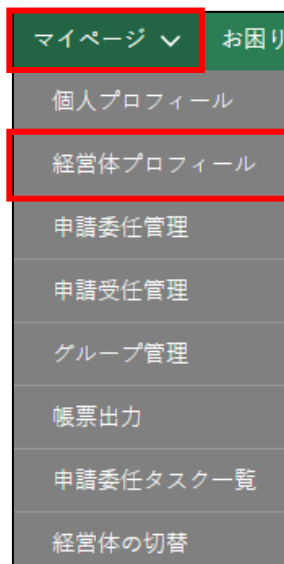 マイページ お困り
個人プロフィール
経営体プロフィール
申請委任管理
申請受任管理
グループ管理
帳票出力
申請委任タスク一覧
経営体の切替